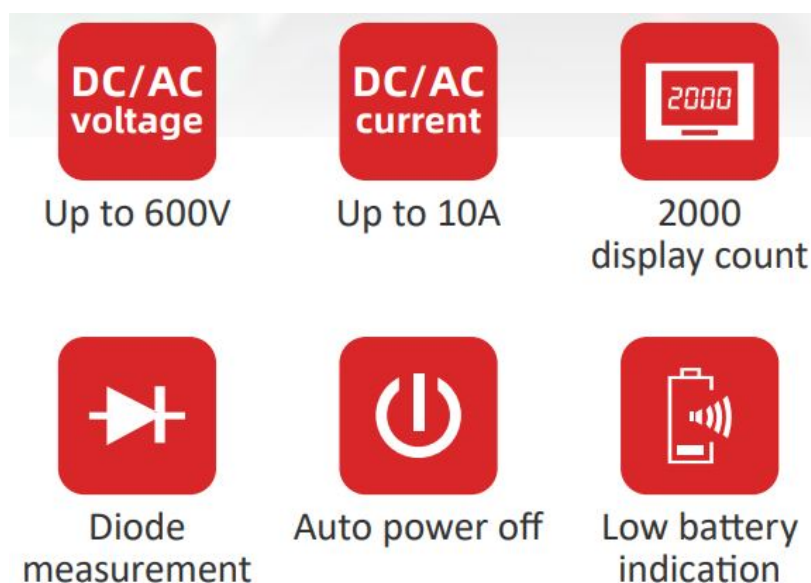 DC/AC
voltage
DC/AC
current
2000
Up to 600V
Up to 10A
2000
display count
Diode
measurement
Auto power off
Low battery
indication